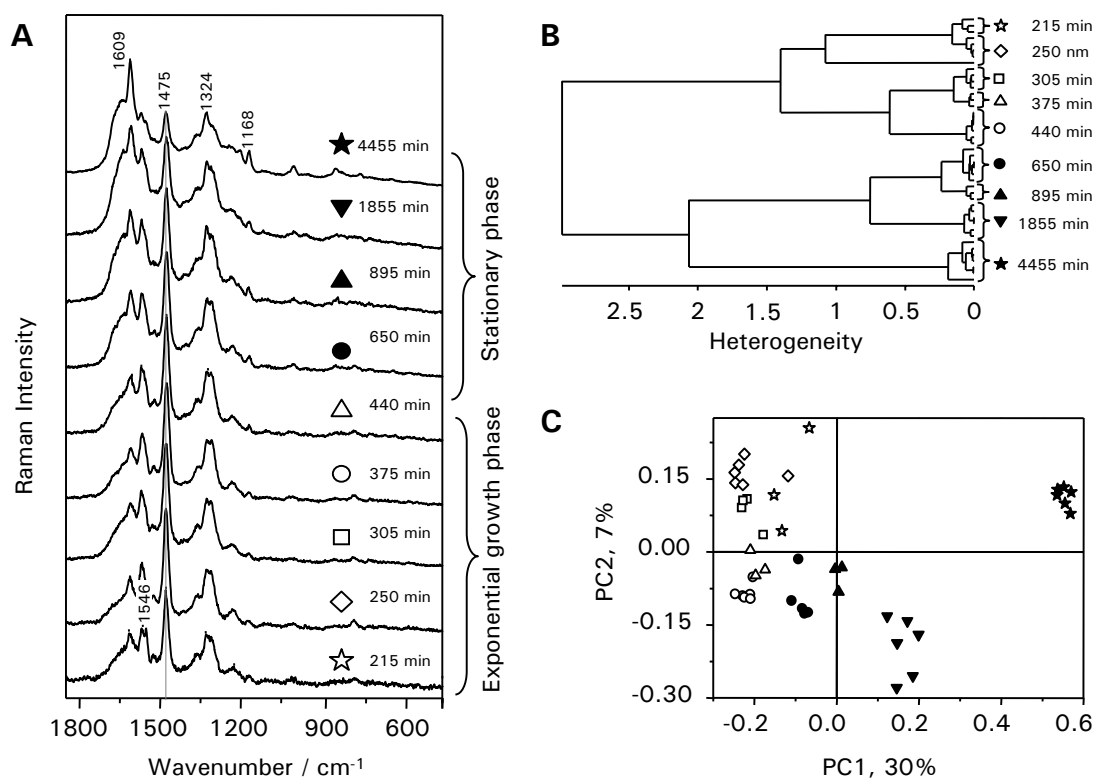 A
1609
1475
1324
1168
4455 min
1855 min
895 min
650 min
440 min
375 min
305 min
1546
250 min
215 min
Stationary phase
Exponential growth phase
Raman Intensity
1800 1500 1200 900 600
Wavenumber / cm-1
B
215 min
250 nm
305 min
375 min
440 min
650 min
895 min
1855 min
4455 min
2.5 2 1.5 1 0.5 0
Heterogeneity
C
0.15
0.00
-0.15
-0.30
PC2, 7%
-0.2 0.0 0.2 0.4 0.6
PC1, 30%